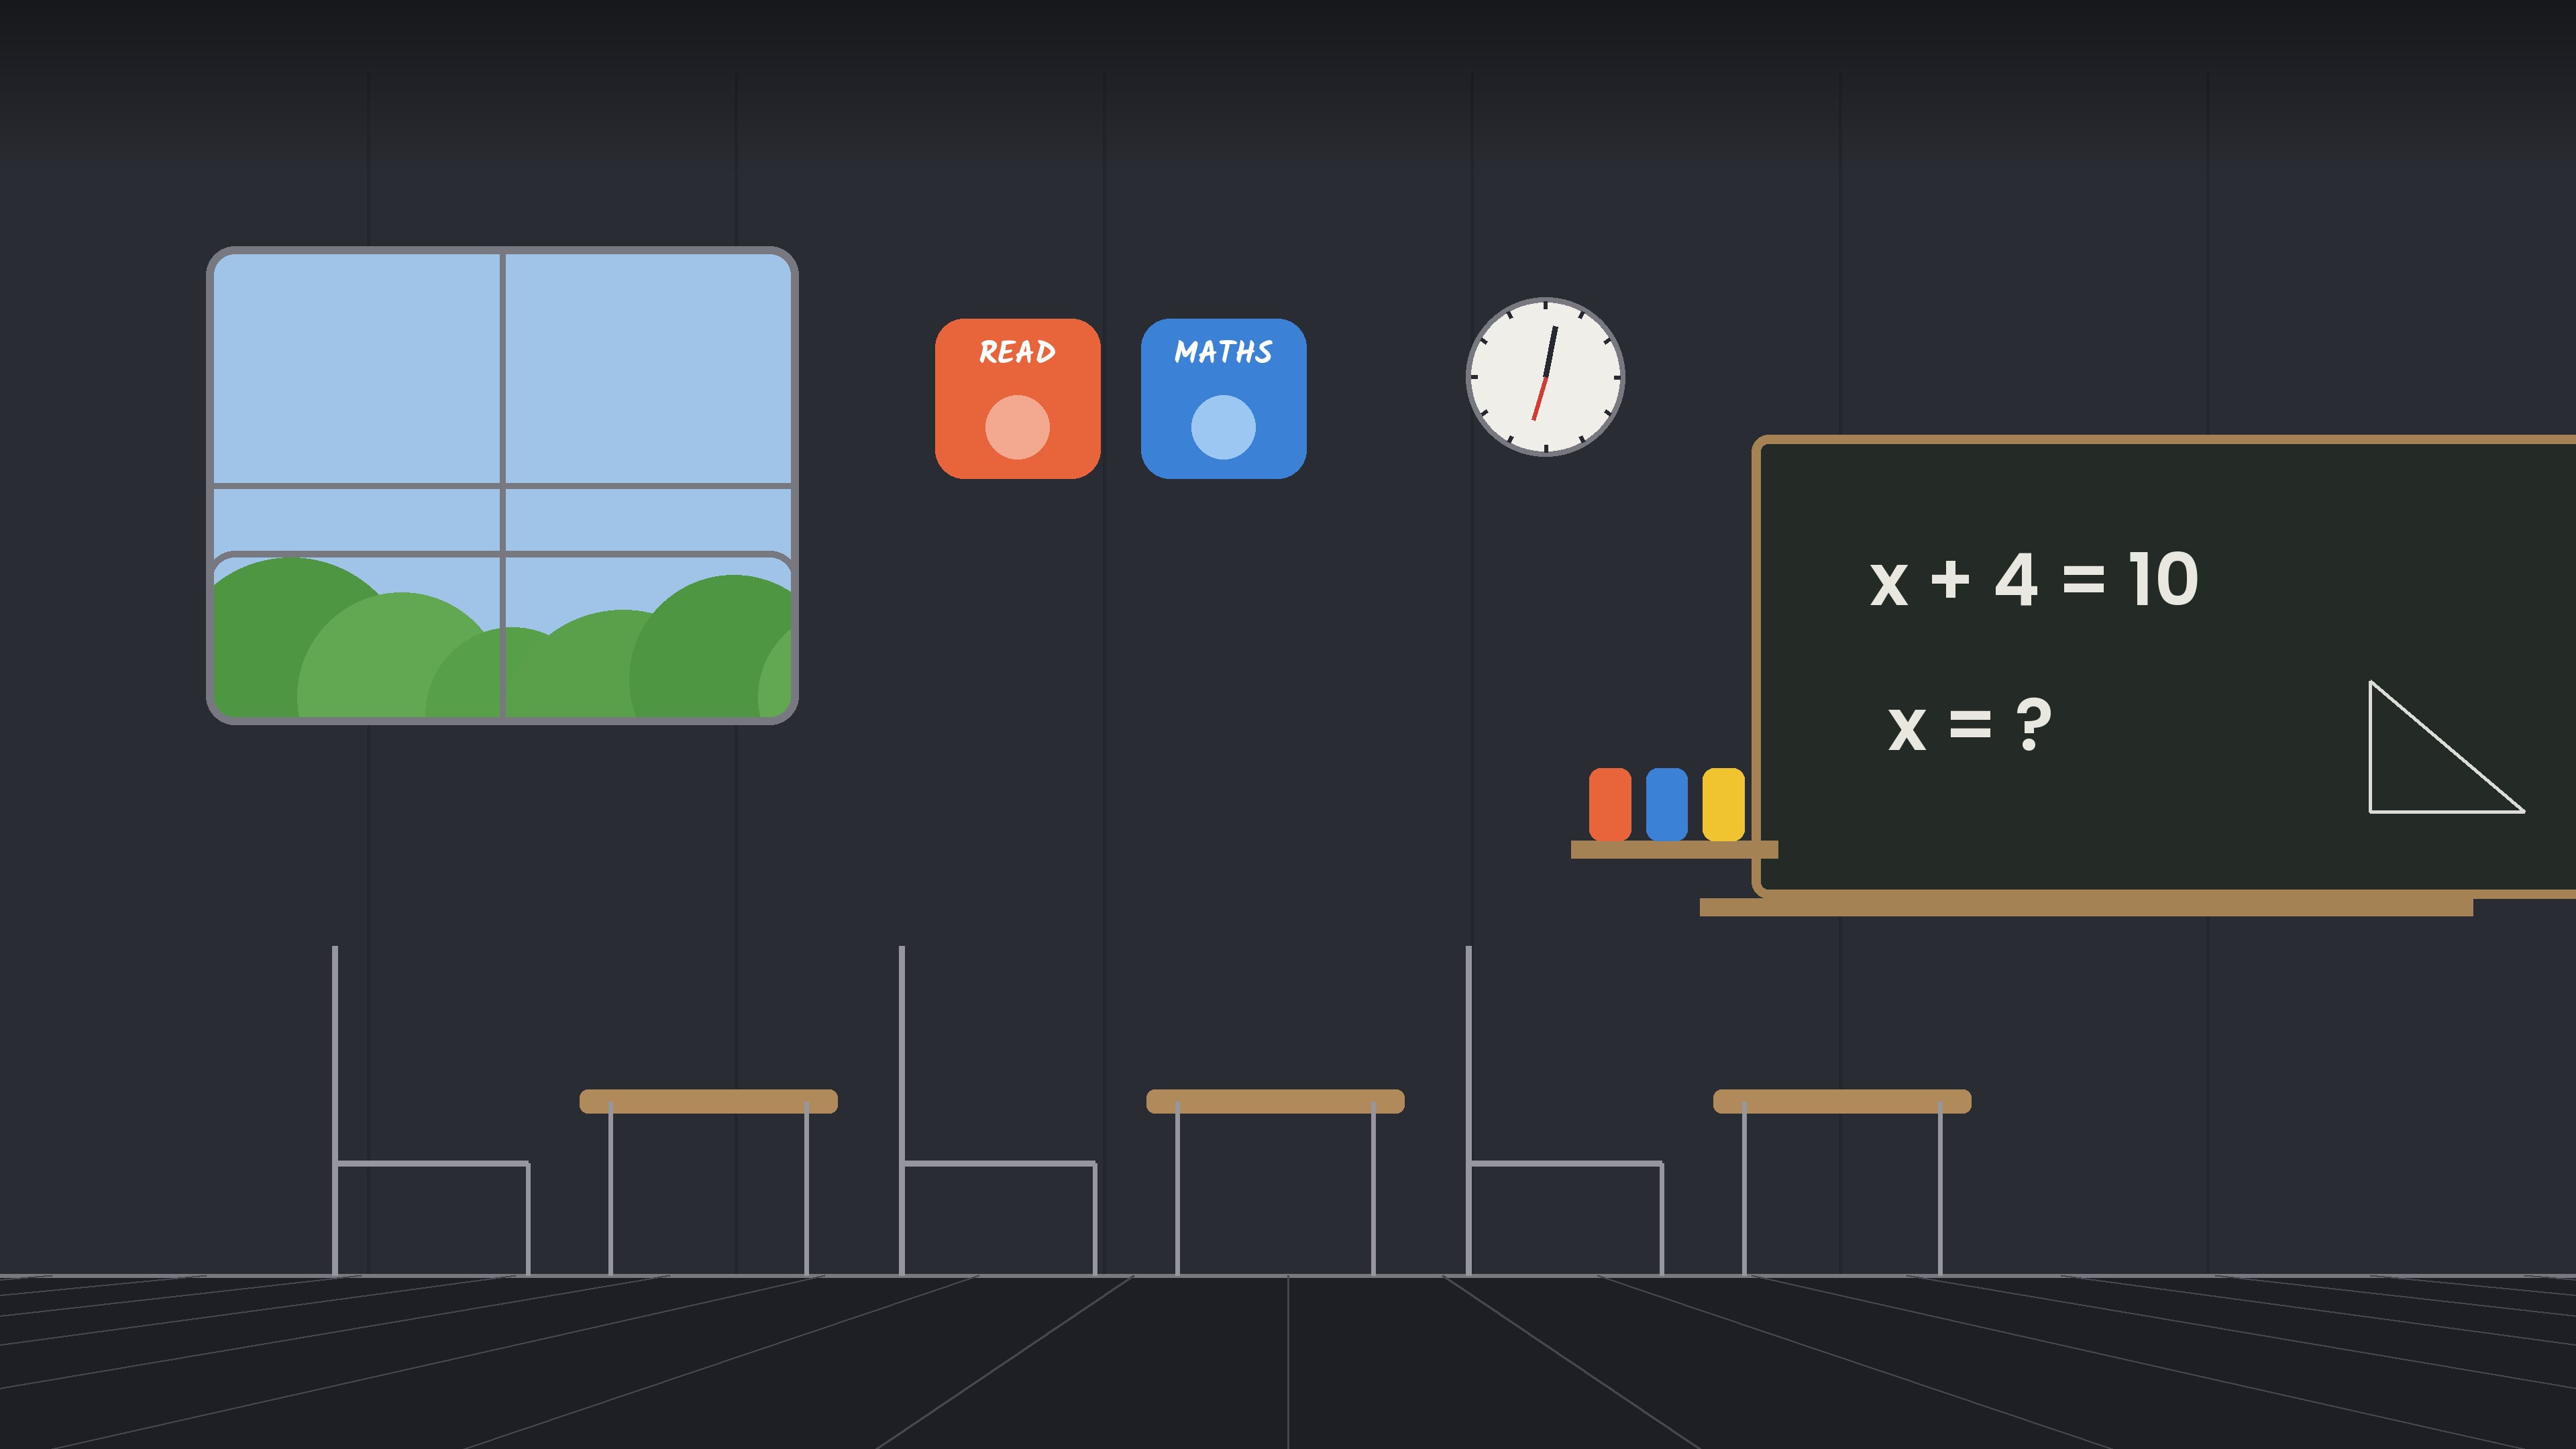 READ
MATHS
x + 4 = 10
x = ?